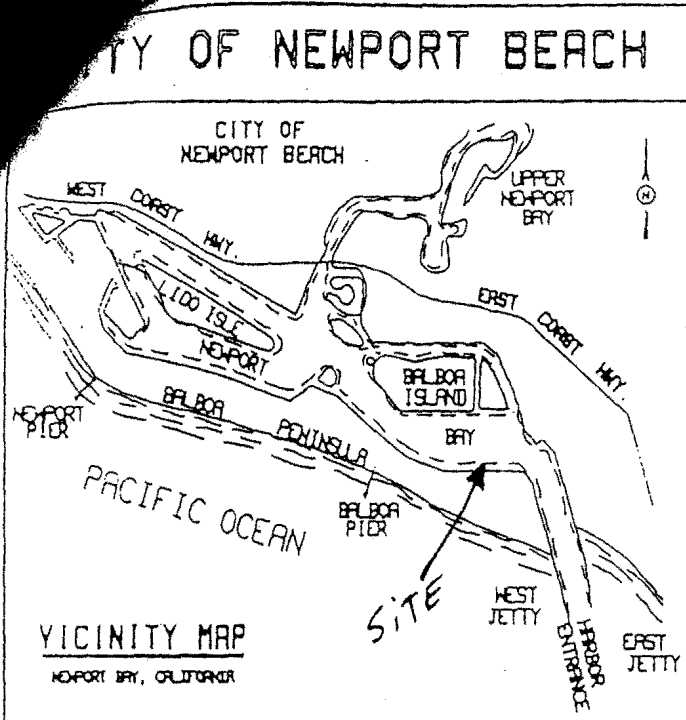 TY OF NEWPORT BEACH
CITY OF
NEWPORT BEACH
UPPER
NEWPORT
BAY
N
WEST COAST HWY.
EAST COAST HWY.
LIDO ISLE
NEWPORT
BALBOA
ISLAND
BAY
NEWPORT
PIER
BALBOA PENINSULA
BALBOA
PIER
PACIFIC OCEAN
SITE
WEST
JETTY
HARBOR
ENTRANCE
EAST
JETTY
VICINITY MAP
NEWPORT BAY, CALIFORNIA